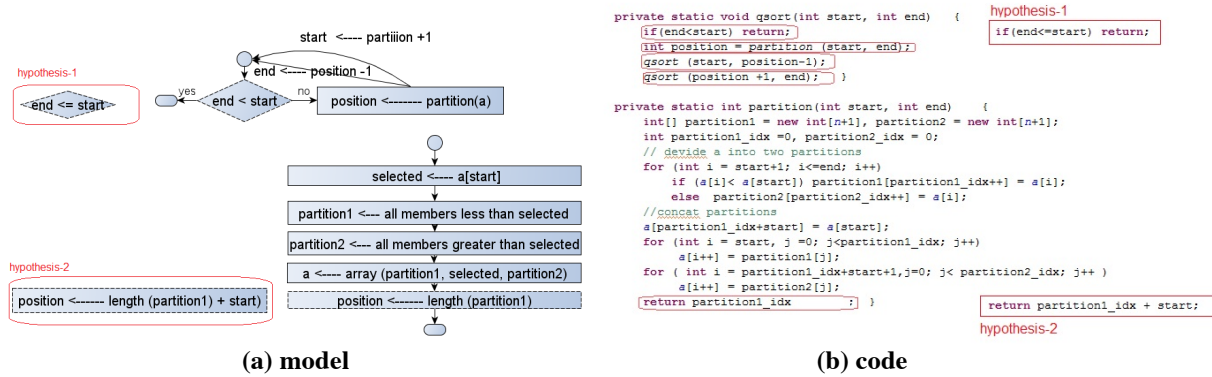 start <---- partiiion +1
hypothesis-1
end <---- position -1
end <= start
yes
end < start
no
position <------- partition(a)
selected <---- a[start]
partition1 <--- all members less than selected
partition2 <--- all members greater than selected
hypothesis-2
a <---- array (partition1, selected, partition2)
position <------ length (partition1) + start)
position <------ length (partition1)
(a) model
private static void qsort(int start, int end) {
if(end<start) return;
int position = partition (start, end);
qsort (start, position-1);
qsort (position +1, end); }
hypothesis-1
if(end<=start) return;
private static int partition(int start, int end) {
int[] partition1 = new int[n+1], partition2 = new int[n+1];
int partition1_idx =0, partition2_idx = 0;
// devide a into two partitions
for (int i = start+1; i<=end; i++)
if (a[i]< a[start]) partition1[partition1_idx++] = a[i];
else partition2[partition2_idx++] = a[i];
//concat partitions
a[partition1_idx+start] = a[start];
for (int i = start, j =0; j<partition1_idx; j++)
a[i++] = partition1[j];
for ( int i = partition1_idx+start+1,j=0; j< partition2_idx; j++ )
a[i++] = partition2[j];
return partition1_idx ; }
return partition1_idx + start;
hypothesis-2
(b) code